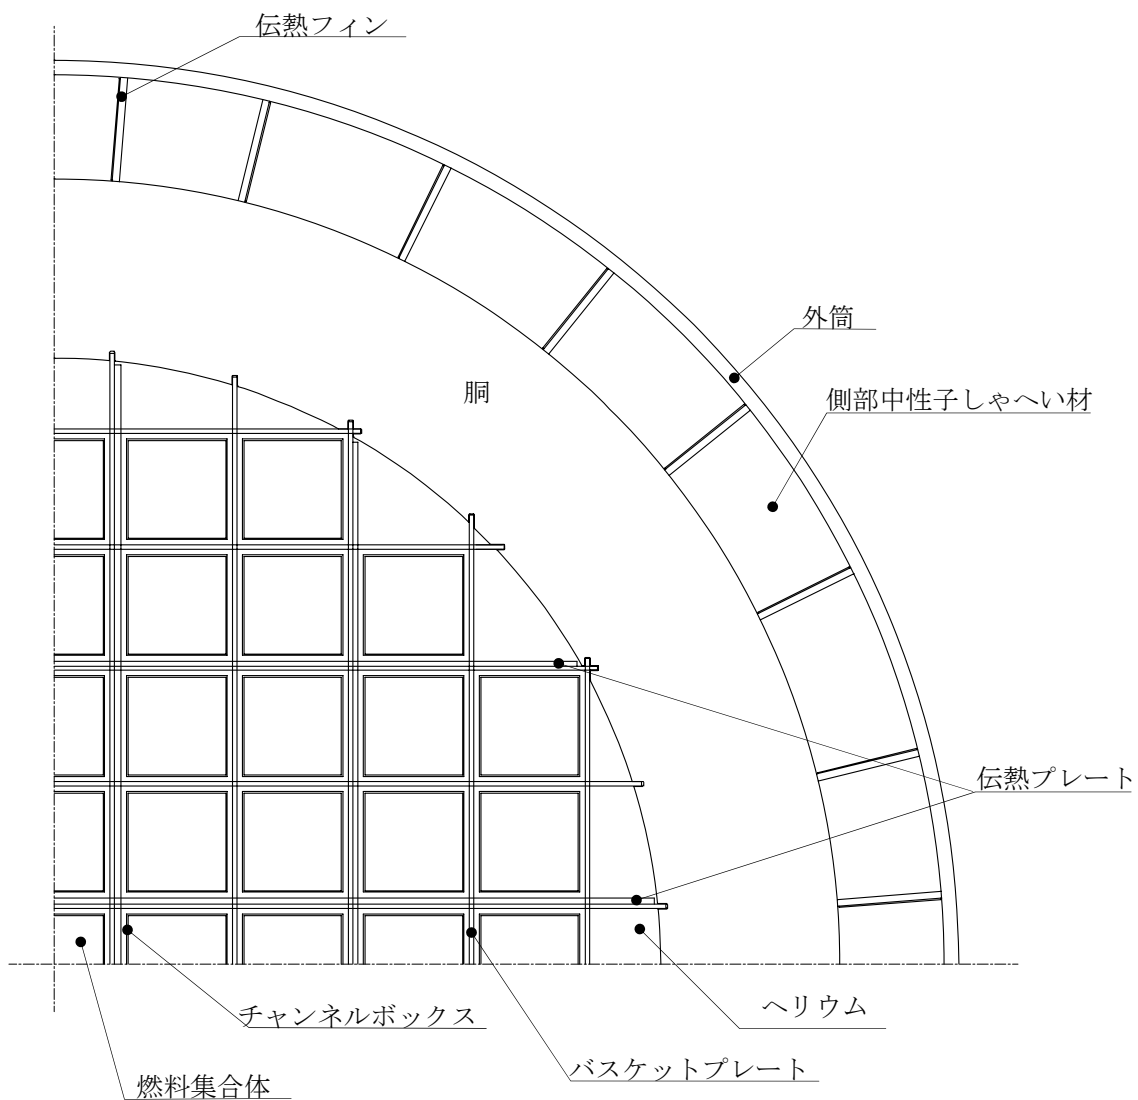 伝熱フィン
外筒
胴
側部中性子しゃへい材
伝熱プレート
ヘリウム
チャンネルボックス
バスケットプレート
燃料集合体